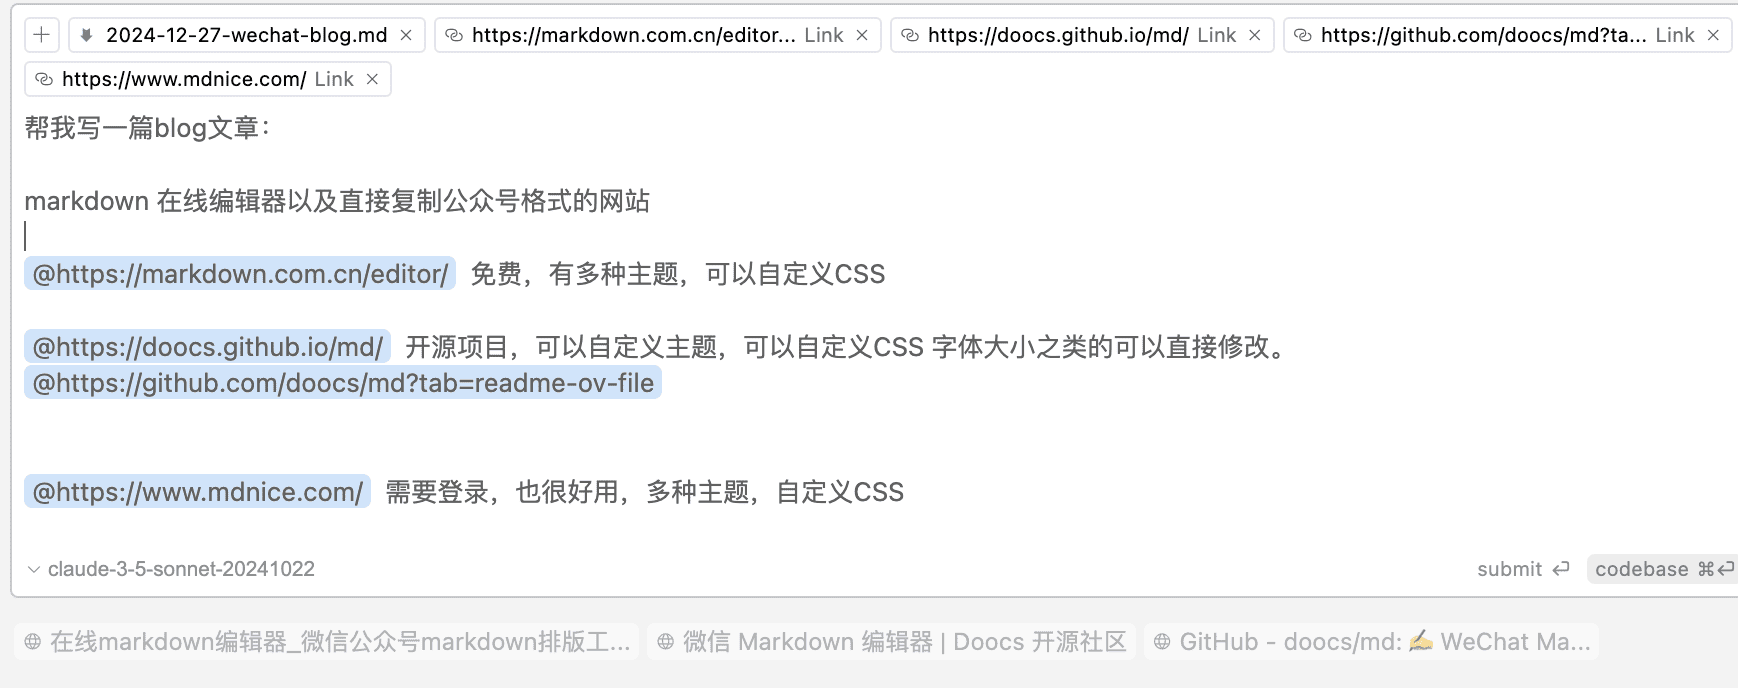 2024-12-27-wechat-blog.md × https://markdown.com.cn/editor... Link × https://doocs.github.io/md/ Link × https://github.com/doocs/md?ta... Link ×
https://www.mdnice.com/ Link ×
帮我写一篇blog文章：
markdown 在线编辑器以及直接复制公众号格式的网站
@https://markdown.com.cn/editor/ 免费，有多种主题，可以自定义CSS
@https://doocs.github.io/md/ 开源项目，可以自定义主题，可以自定义CSS 字体大小之类的可以直接修改。
@https://github.com/doocs/md?tab=readme-ov-file
@https://www.mdnice.com/ 需要登录，也很好用，多种主题，自定义CSS
claude-3-5-sonnet-20241022 submit ↩ codebase ⌘↩
在线markdown编辑器_微信公众号markdown排版工... 微信 Markdown 编辑器 | Doocs 开源社区 GitHub - doocs/md: ✍️ WeChat Ma...